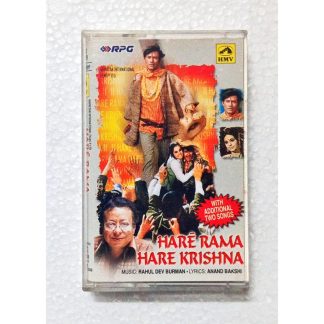 RPG
HMV
WITH
ADDITIONAL
TWO SONGS
HARE RAMA
HARE KRISHNA
MUSIC: RAHUL DEV BURMAN • LYRICS: ANAND BAKSHI